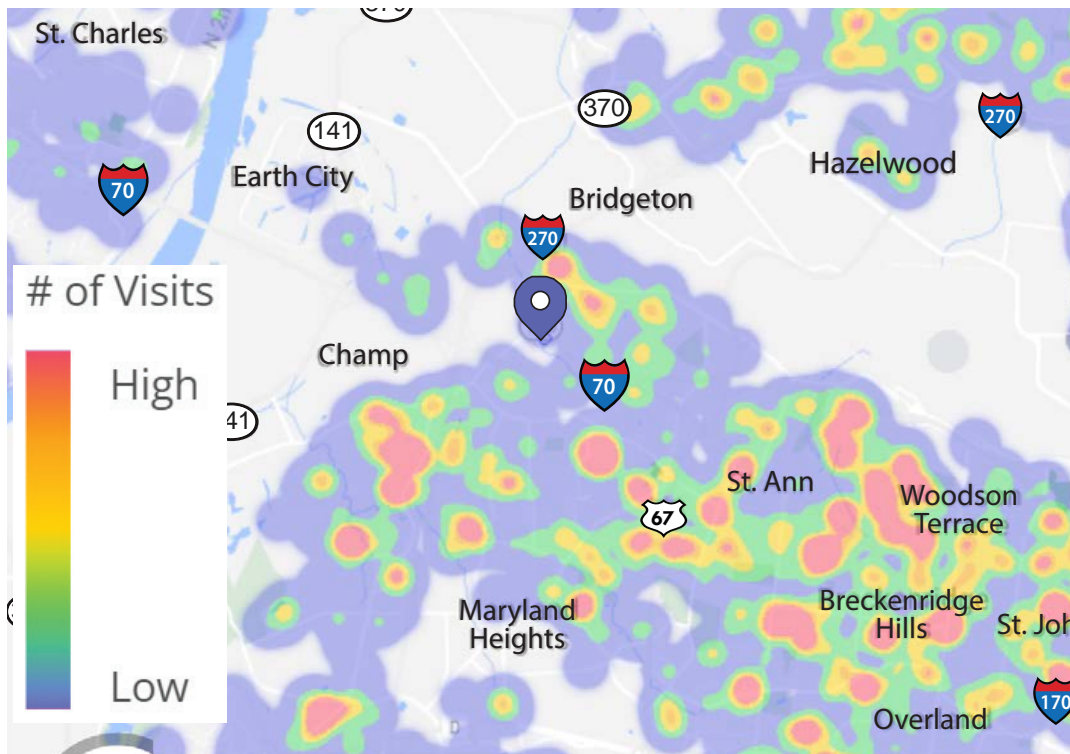 St. Charles
370
141
270
Earth City
70
Hazelwood
Bridgeton
270
# of Visits
High
Low
Champ
70
41
St. Ann
67
Woodson
Terrace
Maryland
Heights
Breckenridge
Hills
St. Joh
170
Overland